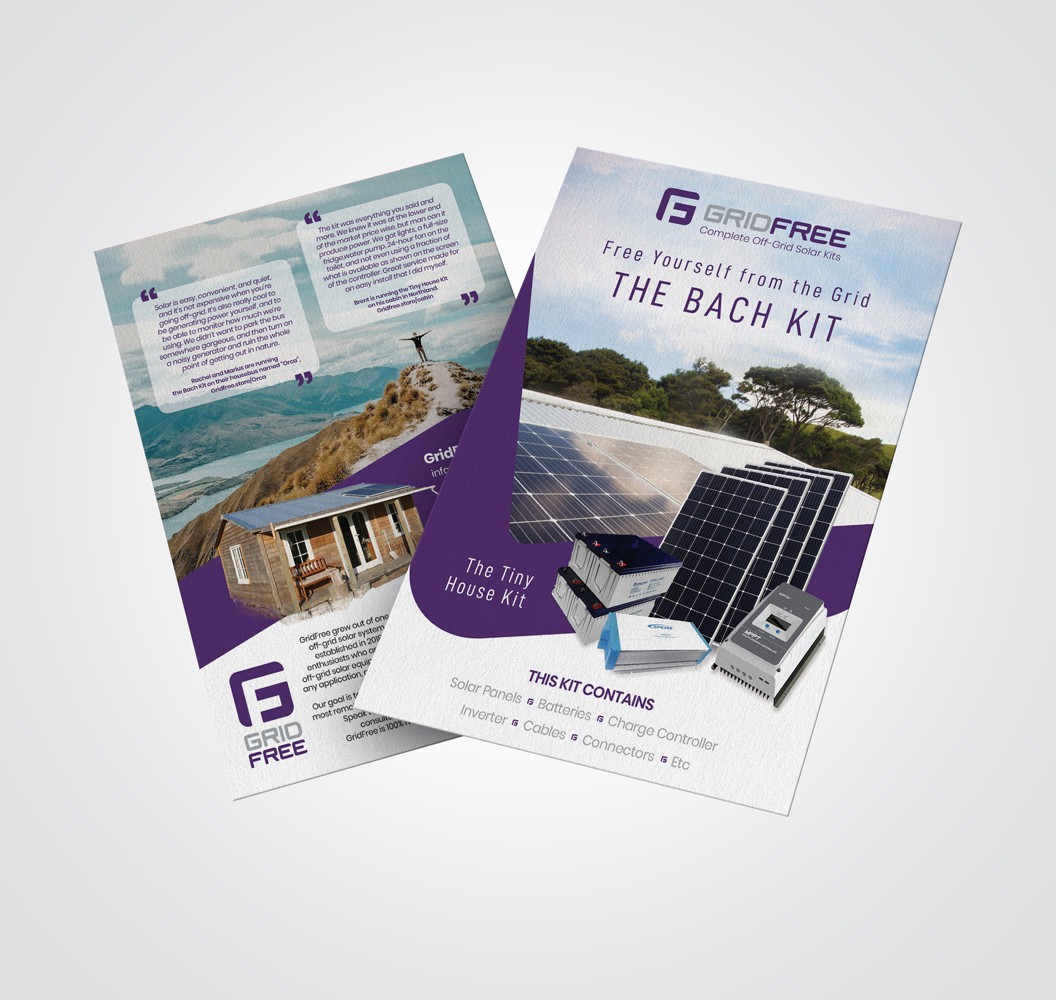 Solar is easy, convenient, and quiet,
and it's not expensive when you're
going off-grid. It's also really cool to
be generating power yourself, and to
be able to monitor how much we're
using. We didn't want to park the bus
somewhere gorgeous, and then turn on
a noisy generator and ruin the whole
point of getting out in nature.
Rachel and Marius are running
the Bach Kit on their housebus named "Orca",
Gridfree.store/Orca
The kit was everything you said and
more. We knew it was at the lower end
of the market price wise, but man can it
produce power. We got lights, a full-size
fridge,water pump, 24-hour fan on the
toilet, and not even using a fraction of
what is available as shown on the screen
of the controller. Great service made for
an easy install that I did myself.
Brent is running the Tiny House Kit
on his cabin in Northland.
Gridfree.store/cabin
GridFree grew out of one
off-grid solar system
established in
enthusiasts who
off-grid solar
any application,
Our goal is
most
Speak
GridFree is 100%
GRID
FREE
GRIDFREE
Complete Off-Grid Solar Kits
Free Yourself from the Grid
THE BACH KIT
The Tiny
House Kit
MPPT
THIS KIT CONTAINS
Solar Panels Batteries Charge Controller
Inverter Cables Connectors Etc